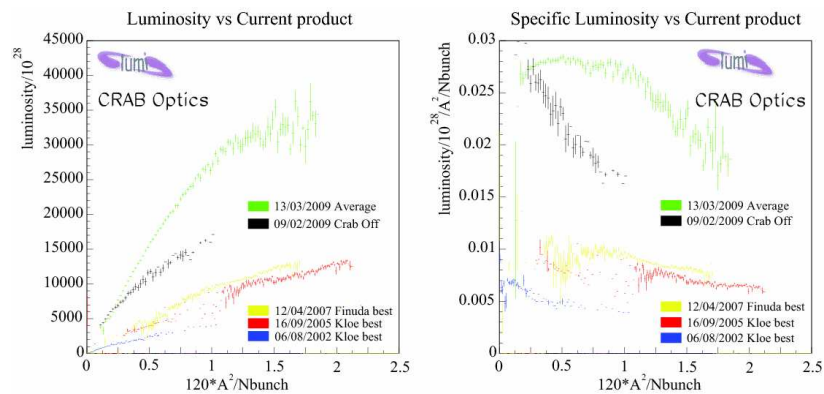 Luminosity vs Current product
luminosity/10^28
45000
40000
35000
30000
25000
20000
15000
10000
5000
0
lumi
CRAB Optics
13/03/2009 Average
09/02/2009 Crab Off
12/04/2007 Finuda best
16/09/2005 Kloe best
06/08/2002 Kloe best
0 0.5 1 1.5 2 2.5
120*A^2/Nbunch
Specific Luminosity vs Current product
luminosity/10^28/A^2/Nbunch
0.03
0.025
0.02
0.015
0.01
0.005
0
lumi
CRAB Optics
13/03/2009 Average
09/02/2009 Crab Off
12/04/2007 Finuda best
16/09/2005 Kloe best
06/08/2002 Kloe best
0 0.5 1 1.5 2 2.5
120*A^2/Nbunch